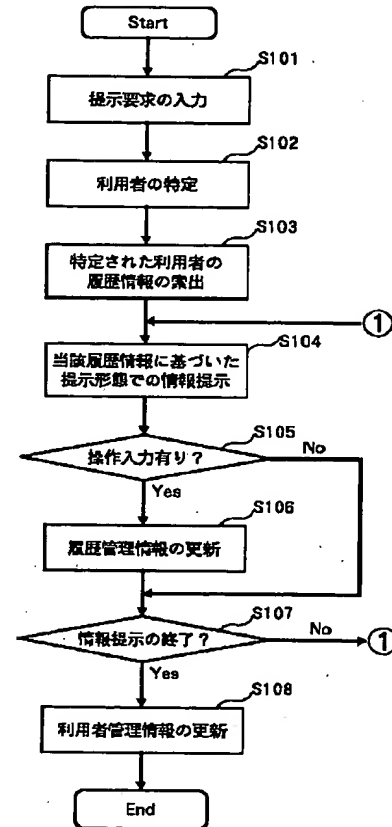 Start
S101
提示要求の入力
S102
利用者の特定
S103
特定された利用者の
履歴情報の索出
①
S104
当該履歴情報に基づいた
提示形態での情報提示
S105
操作入力有り？
No
Yes
S106
履歴管理情報の更新
S107
情報提示の終了？
No
①
Yes
S108
利用者管理情報の更新
End